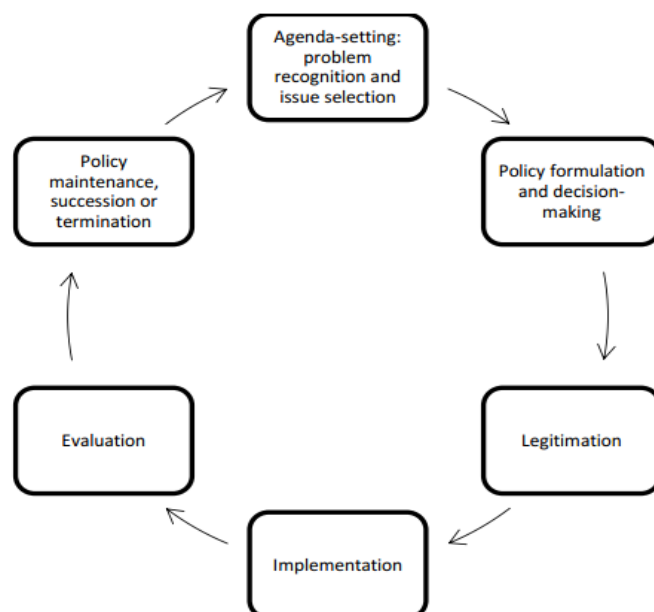 Agenda-setting:
problem
recognition and
issue selection
Policy formulation
and decision-
making
Legitimation
Implementation
Evaluation
Policy
maintenance,
succession or
termination